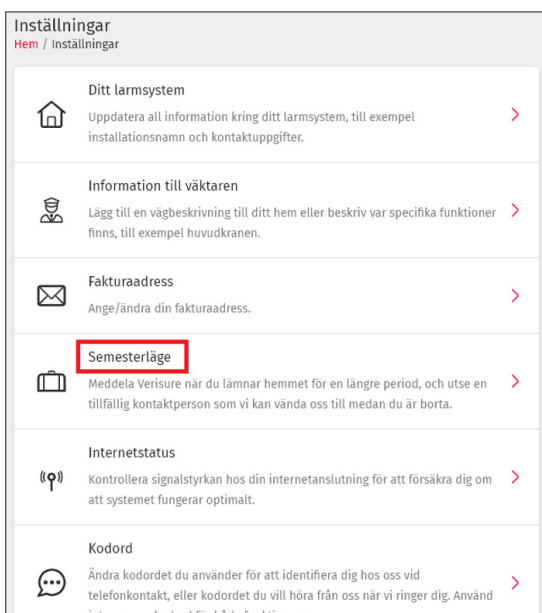 Inställningar
Hem / Inställningar
Ditt larmsystem
Uppdatera all information kring ditt larmsystem, till exempel
installationsnamn och kontaktuppgifter.
Information till väktaren
Lägg till en vägbeskrivning till ditt hem eller beskriv var specifika funktioner
finns, till exempel huvudkranen.
Fakturaadress
Ange/ändra din fakturaadress.
Semesterläge
Meddela Verisure när du lämnar hemmet för en längre period, och utse en
tillfällig kontaktperson som vi kan vända oss till medan du är borta.
Internetstatus
Kontrollera signalstyrkan hos din internetanslutning för att försäkra dig om
att systemet fungerar optimalt.
Kodord
Ändra kodordet du använder för att identifiera dig hos oss vid
telefonkontakt, eller kodordet du vill höra från oss när vi ringer dig. Använd